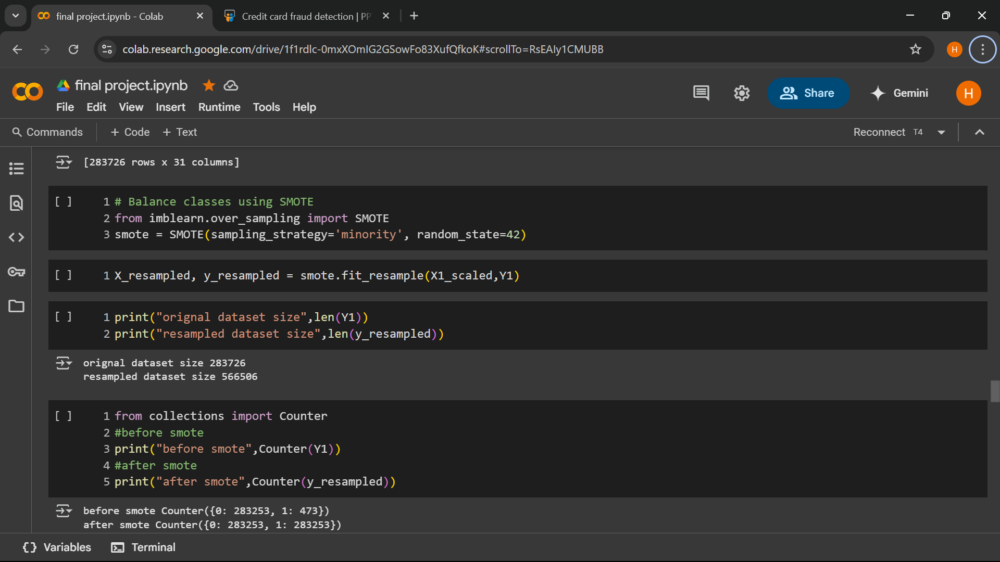 final project.ipynb - Colab
Credit card fraud detection | PP
colab.research.google.com/drive/1f1rdlc-0mxXOmIG2GSowFo83XufQfkoK#scrollTo=RsEAIy1CMUBB
H
final project.ipynb
File Edit View Insert Runtime Tools Help
Share
Gemini
H
Commands
+ Code + Text
Reconnect T4
[283726 rows x 31 columns]
[ ] 1 # Balance classes using SMOTE
2 from imblearn.over_sampling import SMOTE
3 smote = SMOTE(sampling_strategy='minority', random_state=42)
[ ] 1 X_resampled, y_resampled = smote.fit_resample(X1_scaled,Y1)
[ ] 1 print("orignal dataset size",len(Y1))
2 print("resampled dataset size",len(y_resampled))
orignal dataset size 283726
resampled dataset size 566506
[ ] 1 from collections import Counter
2 #before smote
3 print("before smote",Counter(Y1))
4 #after smote
5 print("after smote",Counter(y_resampled))
before smote Counter({0: 283253, 1: 473})
after smote Counter({0: 283253, 1: 283253})
{} Variables
Terminal